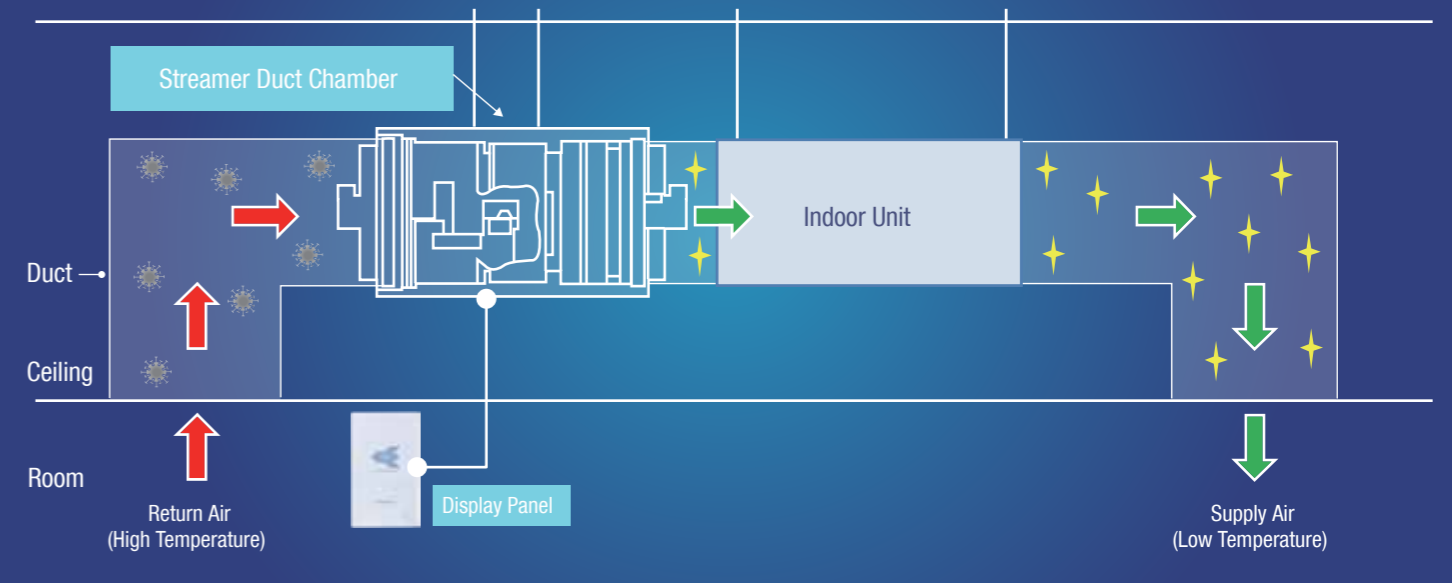 Streamer Duct Chamber
Indoor Unit
Duct
Ceiling
Room
Display Panel
Return Air
(High Temperature)
Supply Air
(Low Temperature)